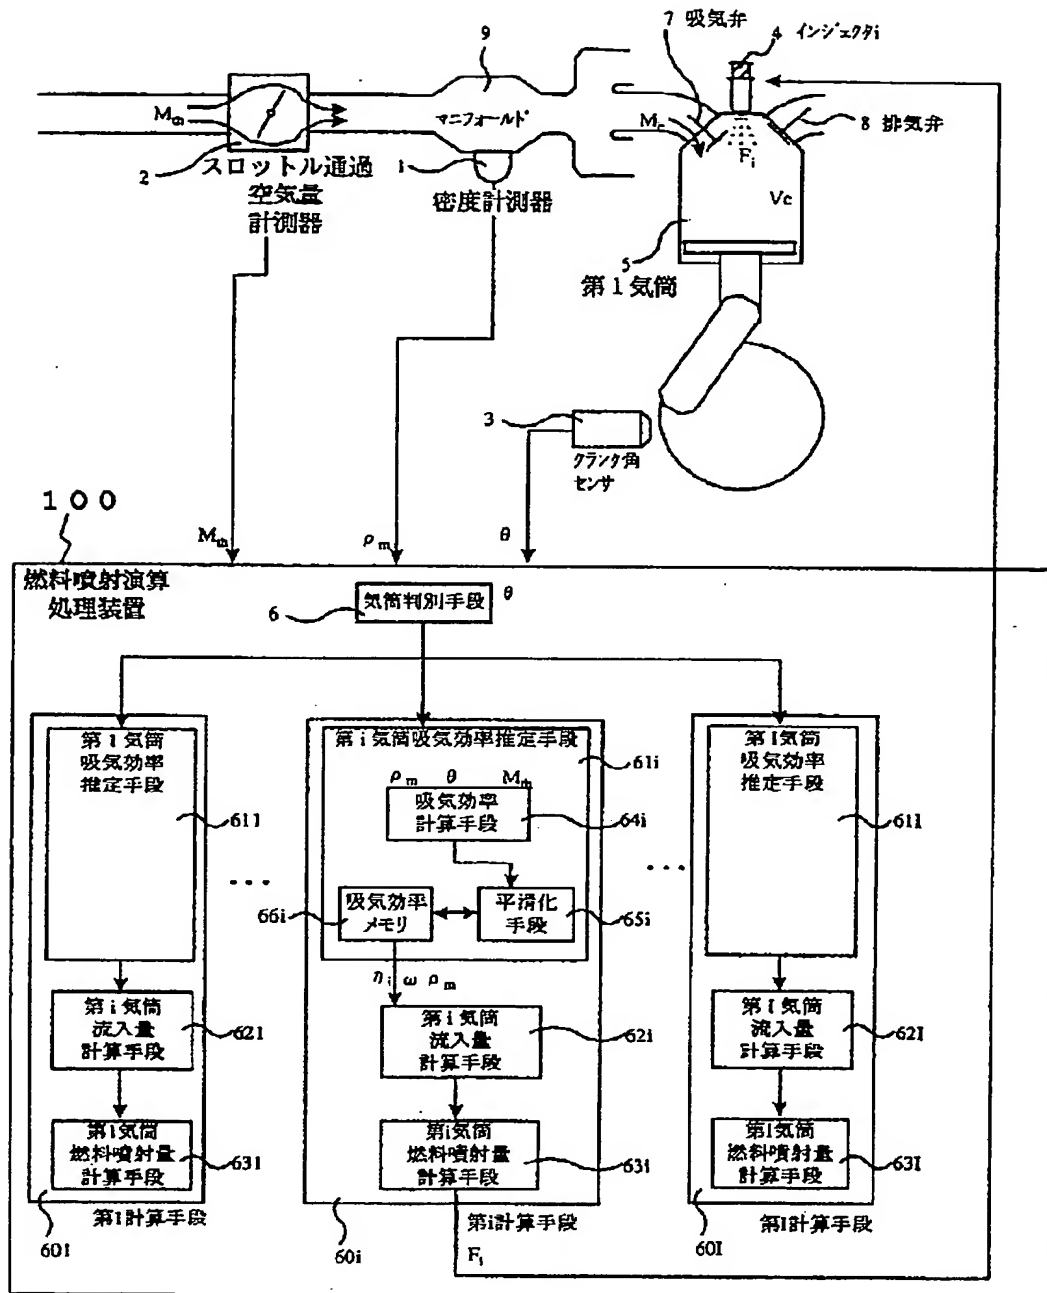 7 吸気弁
4 インジェクタi
9
Mth
マニフォールド
Mc
Fi
8 排気弁
2
スロットル通過
空気量
計測器
1
密度計測器
Vc
5
第1気筒
3
クランク角
センサ
100
Mth
ρm
θ
燃料噴射演算
処理装置
6
気筒判別手段
θ
第1気筒
吸気効率
推定手段
611
第i気筒吸気効率推定手段
61i
ρm θ Mth
吸気効率
計算手段
64i
吸気効率
メモリ
66i
平滑化
手段
65i
第I気筒
吸気効率
推定手段
61I
...
...
ηi ω ρm
第i気筒
流入量
計算手段
621
第i気筒
流入量
計算手段
62i
第I気筒
流入量
計算手段
62I
第1気筒
燃料噴射量
計算手段
631
第i気筒
燃料噴射量
計算手段
63i
第I気筒
燃料噴射量
計算手段
63I
第1計算手段
601
第i計算手段
60i
Fi
第I計算手段
60I